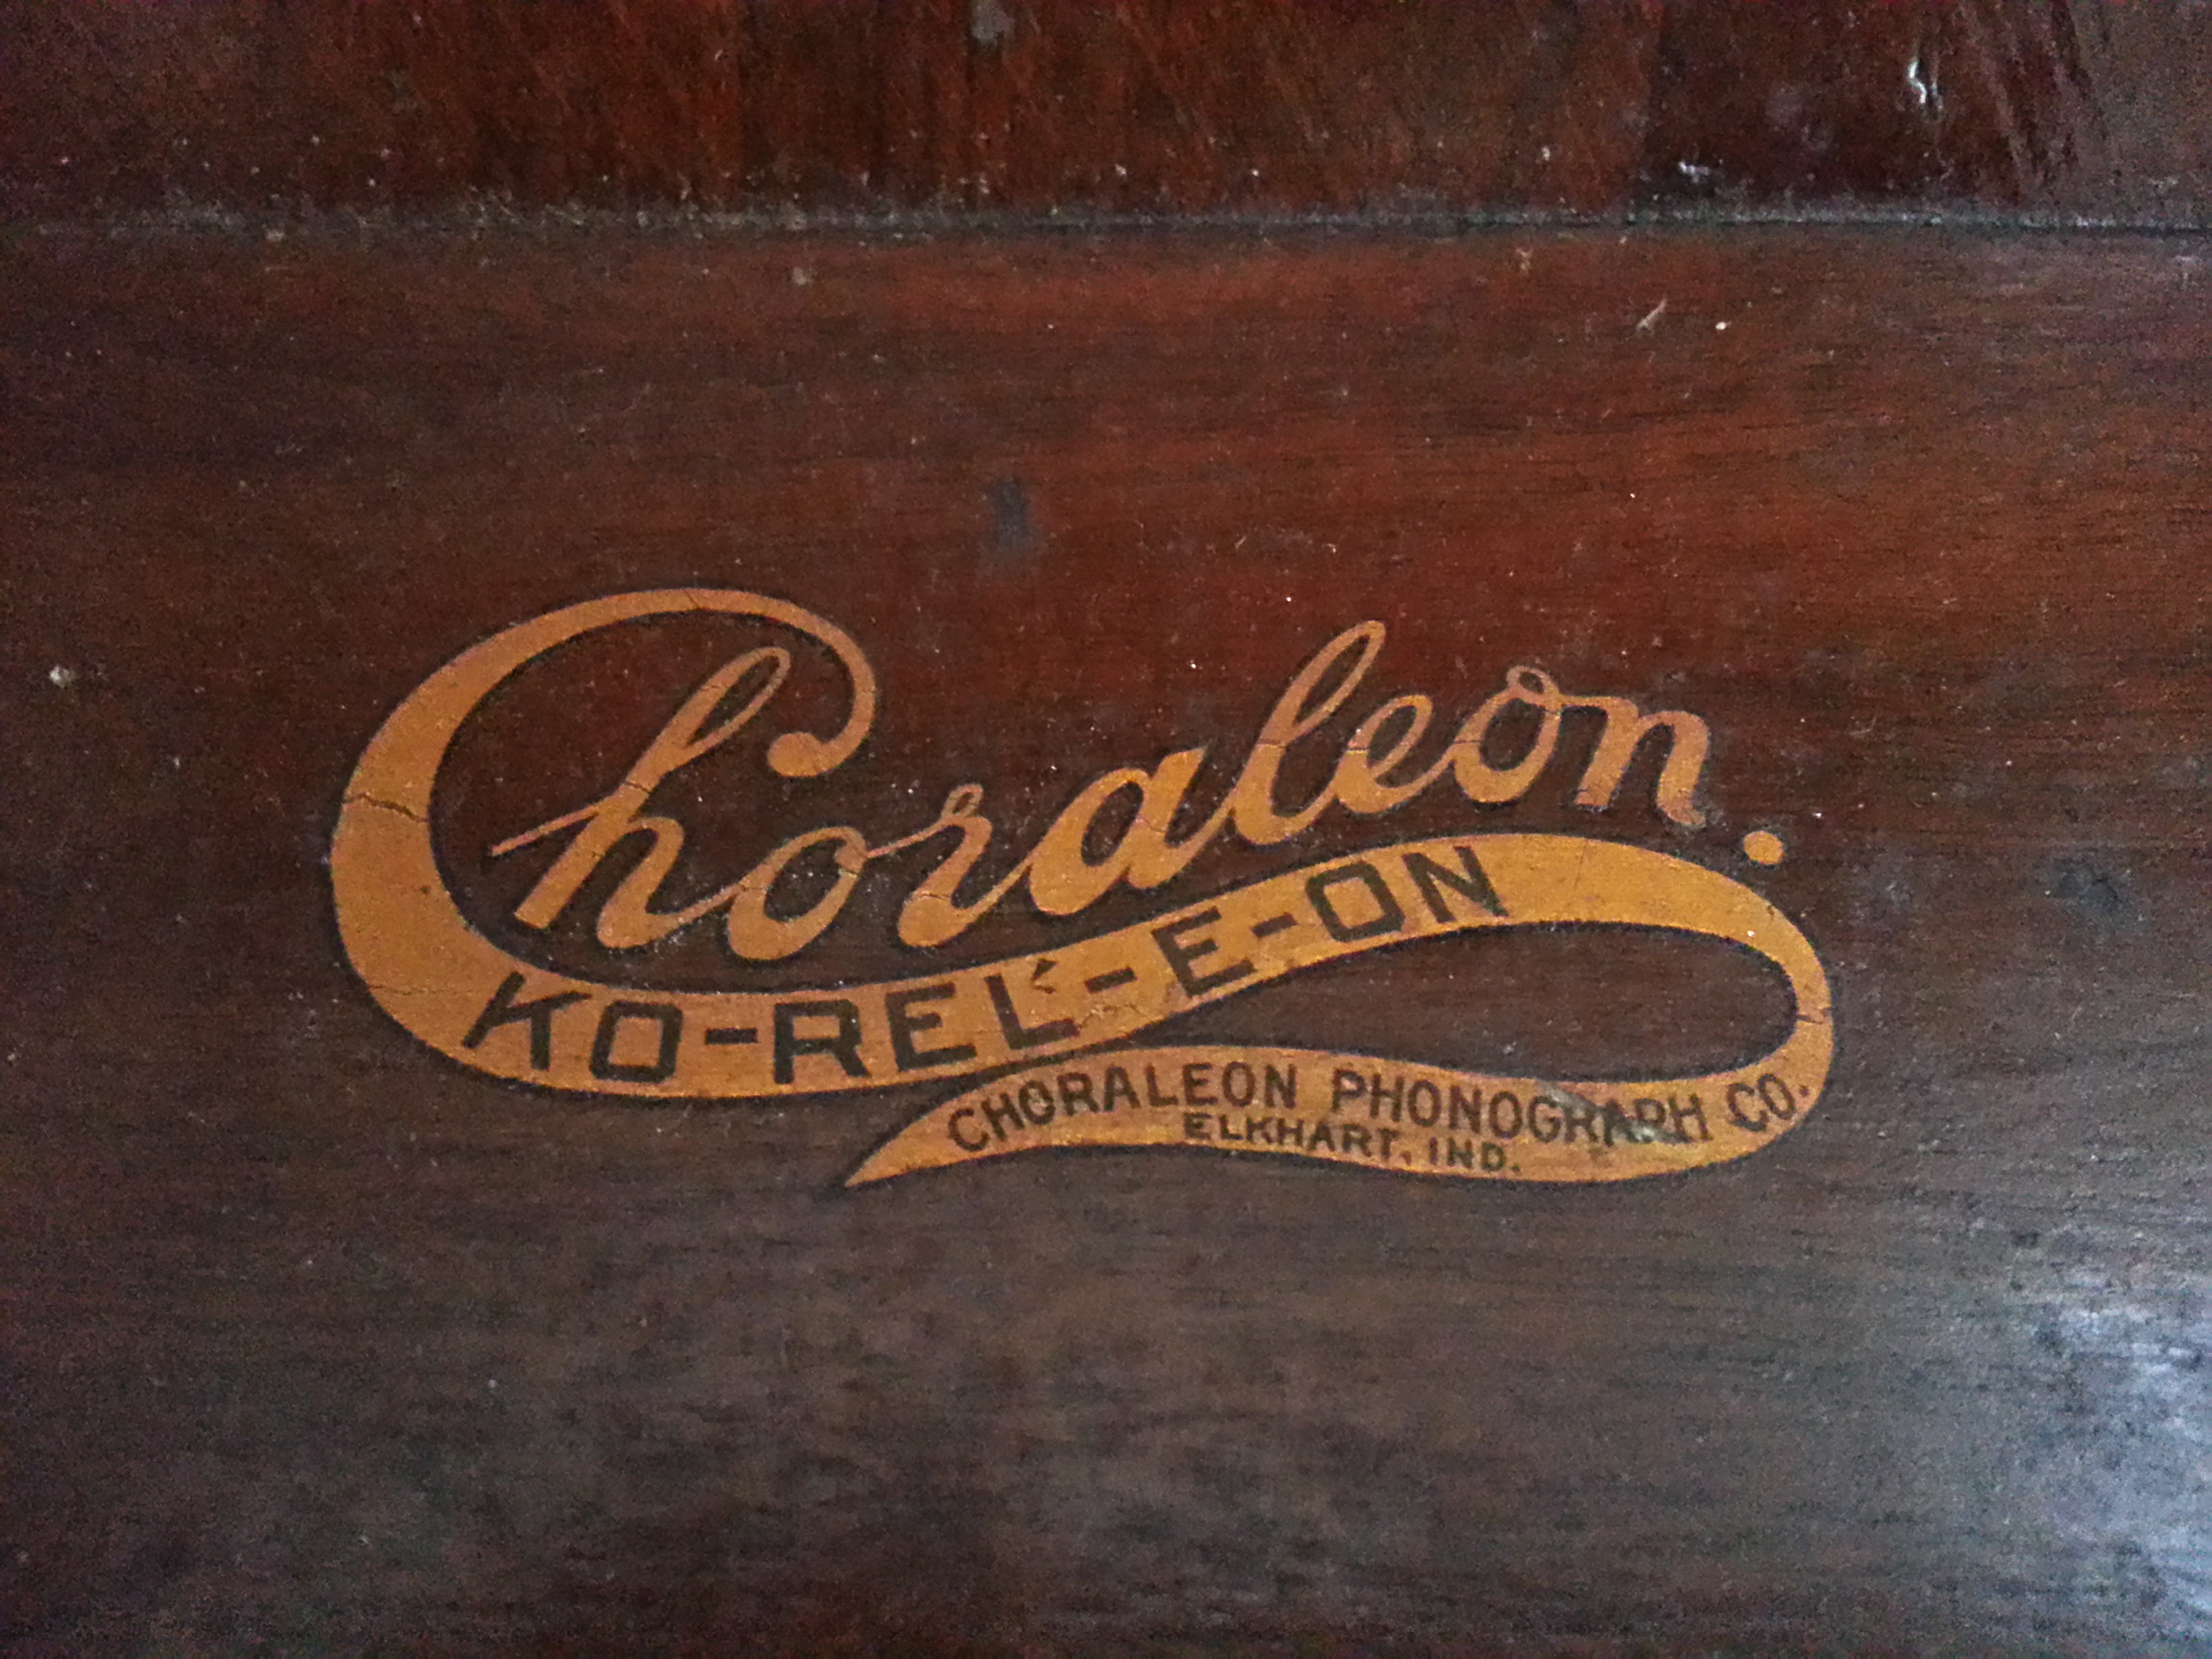 Choraleon.
KO-REL´-E-ON
CHORALEON PHONOGRAPH CO.
ELKHART, IND.